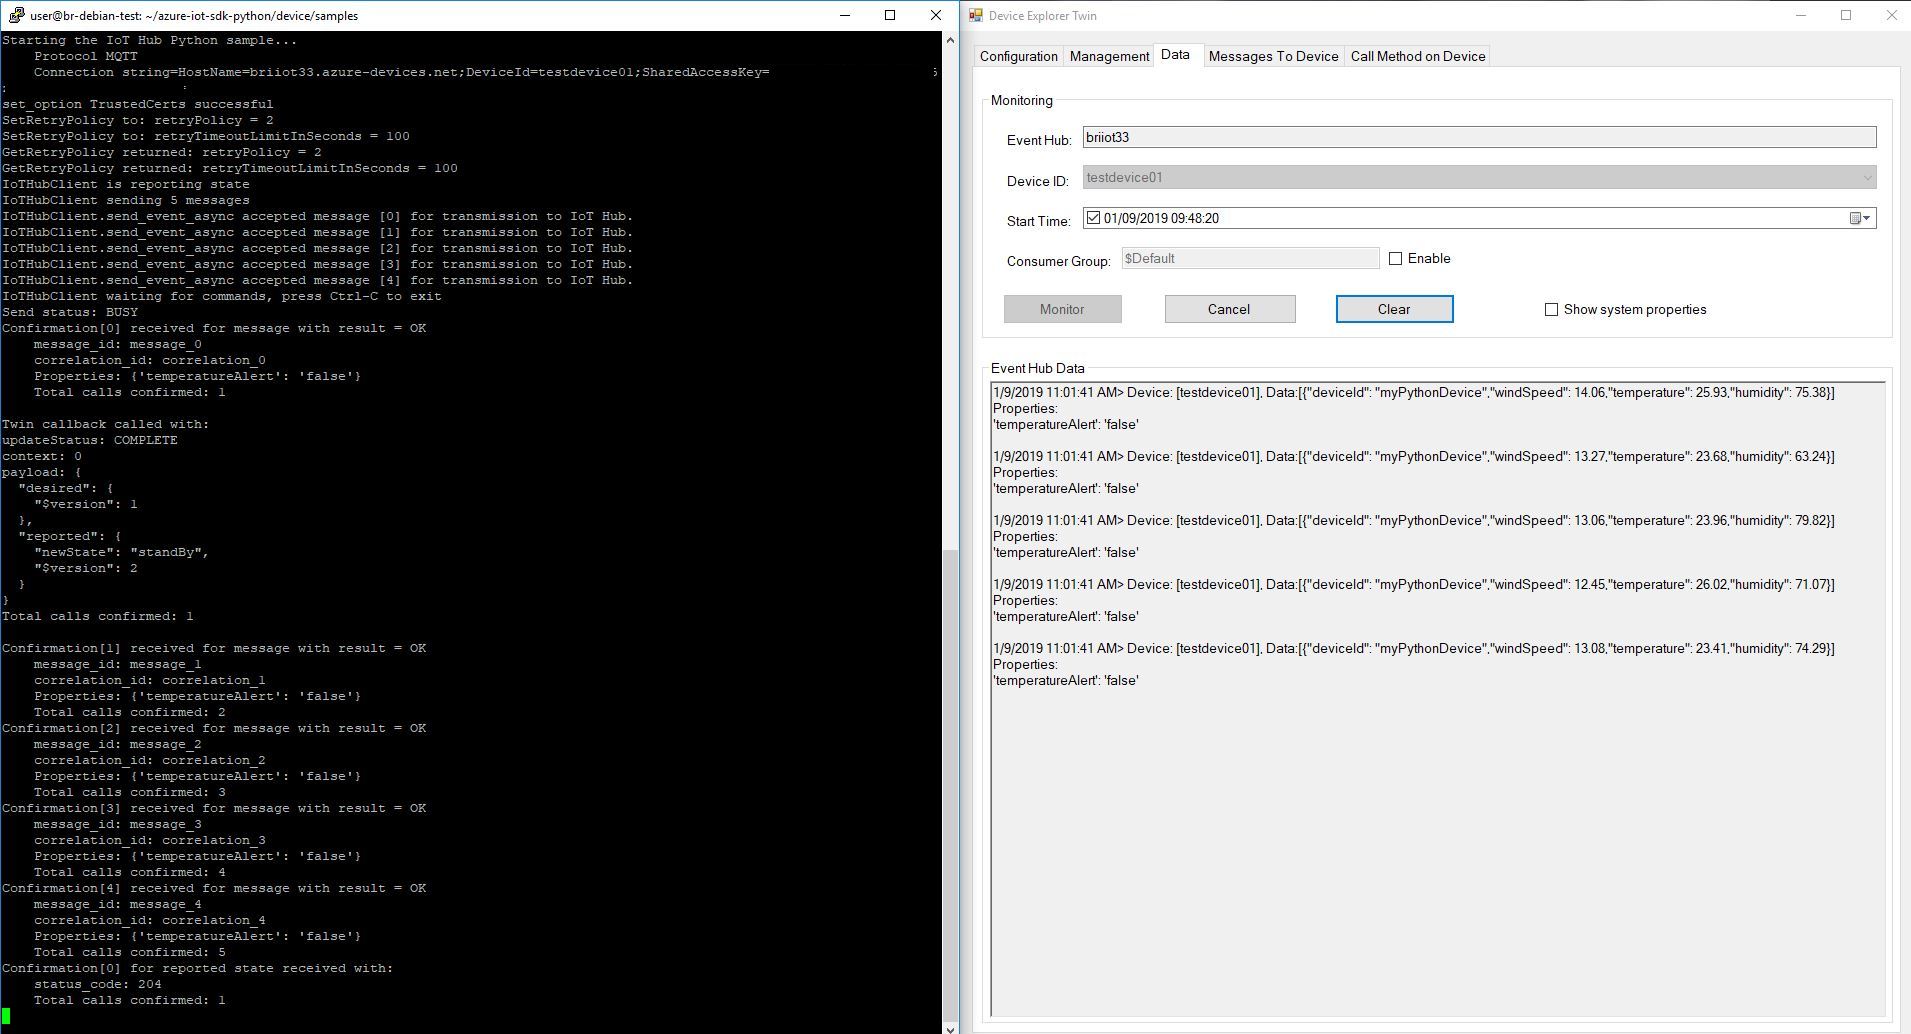 user@br-debian-test: ~/azure-iot-sdk-python/device/samples
Starting the IoT Hub Python sample...
    Protocol MQTT
    Connection string=HostName=briiot33.azure-devices.net;DeviceId=testdevice01;SharedAccessKey=
set_option TrustedCerts successful
SetRetryPolicy to: retryPolicy = 2
SetRetryPolicy to: retryTimeoutLimitInSeconds = 100
GetRetryPolicy returned: retryPolicy = 2
GetRetryPolicy returned: retryTimeoutLimitInSeconds = 100
IoTHubClient is reporting state
IoTHubClient sending 5 messages
IoTHubClient.send_event_async accepted message [0] for transmission to IoT Hub.
IoTHubClient.send_event_async accepted message [1] for transmission to IoT Hub.
IoTHubClient.send_event_async accepted message [2] for transmission to IoT Hub.
IoTHubClient.send_event_async accepted message [3] for transmission to IoT Hub.
IoTHubClient.send_event_async accepted message [4] for transmission to IoT Hub.
IoTHubClient waiting for commands, press Ctrl-C to exit
Send status: BUSY
Confirmation[0] received for message with result = OK
    message_id: message_0
    correlation_id: correlation_0
    Properties: {'temperatureAlert': 'false'}
    Total calls confirmed: 1
Twin callback called with:
updateStatus: COMPLETE
context: 0
payload: {
  "desired": {
    "$version": 1
  },
  "reported": {
    "newState": "standBy",
    "$version": 2
  }
}
Total calls confirmed: 1
Confirmation[1] received for message with result = OK
    message_id: message_1
    correlation_id: correlation_1
    Properties: {'temperatureAlert': 'false'}
    Total calls confirmed: 2
Confirmation[2] received for message with result = OK
    message_id: message_2
    correlation_id: correlation_2
    Properties: {'temperatureAlert': 'false'}
    Total calls confirmed: 3
Confirmation[3] received for message with result = OK
    message_id: message_3
    correlation_id: correlation_3
    Properties: {'temperatureAlert': 'false'}
    Total calls confirmed: 4
Confirmation[4] received for message with result = OK
    message_id: message_4
    correlation_id: correlation_4
    Properties: {'temperatureAlert': 'false'}
    Total calls confirmed: 5
Confirmation[0] for reported state received with:
    status_code: 204
    Total calls confirmed: 1
Device Explorer Twin
Configuration Management Data Messages To Device Call Method on Device
Monitoring
Event Hub: briiot33
Device ID: testdevice01
Start Time: 01/09/2019 09:48:20
Consumer Group: $Default Enable
Monitor Cancel Clear Show system properties
Event Hub Data
1/9/2019 11:01:41 AM> Device: [testdevice01], Data:[{"deviceId": "myPythonDevice","windSpeed": 14.06,"temperature": 25.93,"humidity": 75.38}]
Properties:
'temperatureAlert': 'false'
1/9/2019 11:01:41 AM> Device: [testdevice01], Data:[{"deviceId": "myPythonDevice","windSpeed": 13.27,"temperature": 23.68,"humidity": 63.24}]
Properties:
'temperatureAlert': 'false'
1/9/2019 11:01:41 AM> Device: [testdevice01], Data:[{"deviceId": "myPythonDevice","windSpeed": 13.06,"temperature": 23.96,"humidity": 79.82}]
Properties:
'temperatureAlert': 'false'
1/9/2019 11:01:41 AM> Device: [testdevice01], Data:[{"deviceId": "myPythonDevice","windSpeed": 12.45,"temperature": 26.02,"humidity": 71.07}]
Properties:
'temperatureAlert': 'false'
1/9/2019 11:01:41 AM> Device: [testdevice01], Data:[{"deviceId": "myPythonDevice","windSpeed": 13.08,"temperature": 23.41,"humidity": 74.29}]
Properties:
'temperatureAlert': 'false'